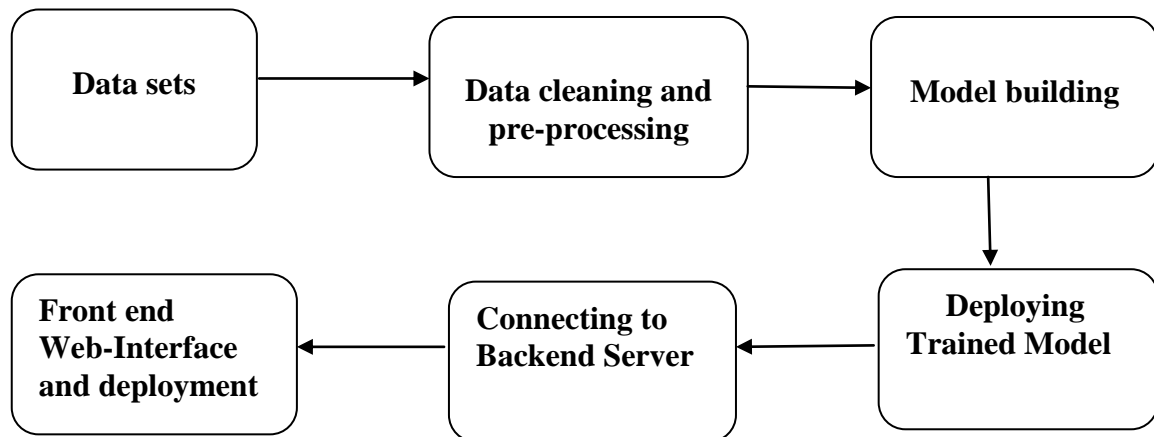 Data sets
Data cleaning and
pre-processing
Model building
Deploying
Trained Model
Connecting to
Backend Server
Front end
Web-Interface
and deployment